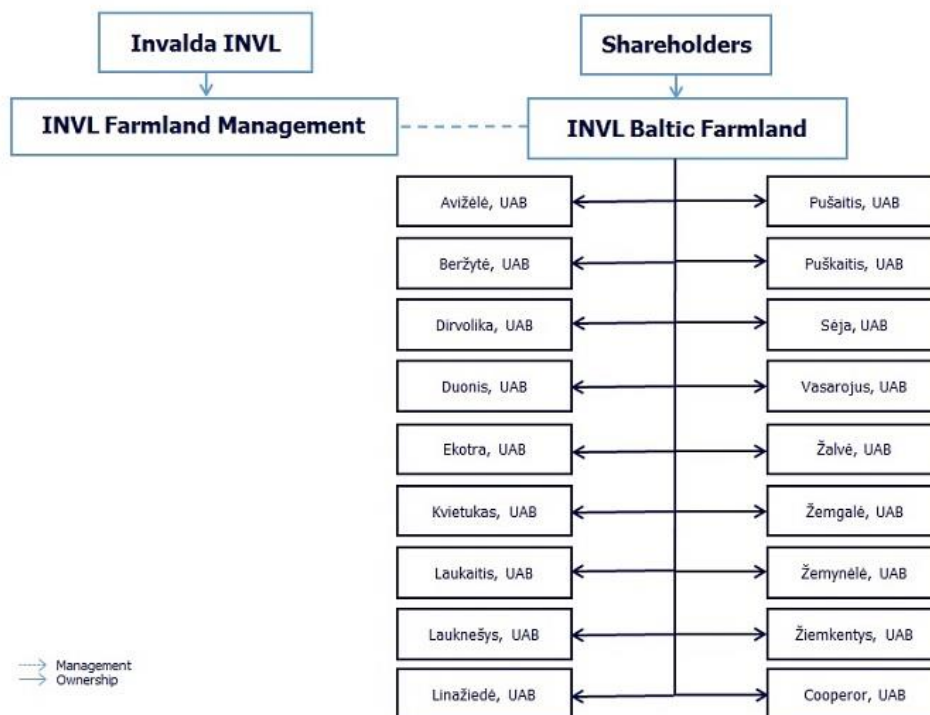 Invalda INVL
Shareholders
INVL Farmland Management
INVL Baltic Farmland
Avižėlė, UAB
Pušaitis, UAB
Beržytė, UAB
Puškaitis, UAB
Dirvolika, UAB
Sėja, UAB
Duonis, UAB
Vasarojus, UAB
Ekotra, UAB
Žalvė, UAB
Kvietukas, UAB
Žemgalė, UAB
Laukaitis, UAB
Žemynėlė, UAB
Lauknešys, UAB
Žiemkentys, UAB
Linažiedė, UAB
Cooperor, UAB
Management
Ownership